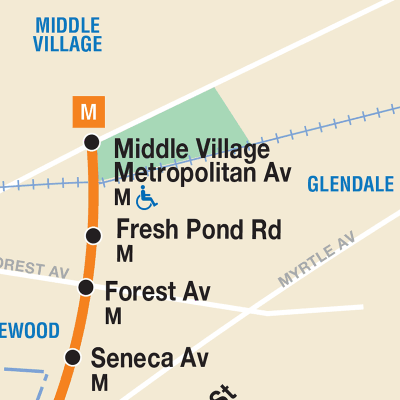 MIDDLE
VILLAGE
M
Middle Village
Metropolitan Av
M
GLENDALE
Fresh Pond Rd
M
OREST AV
MYRTLE AV
Forest Av
M
EWOOD
Seneca Av
M
St